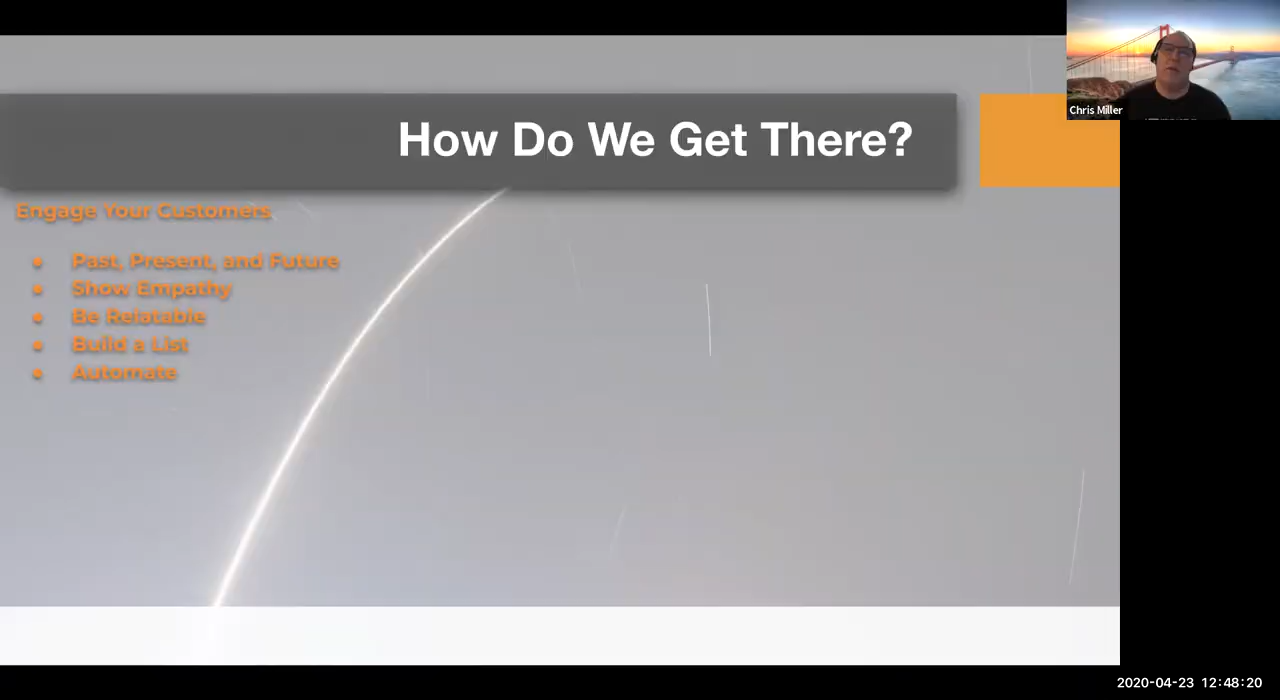 How Do We Get There?
Chris Miller
Engage Your Customers
● Past, Present, and Future
● Show Empathy
● Be Relatable
● Build a List
● Automate
2020-04-23 12:48:20